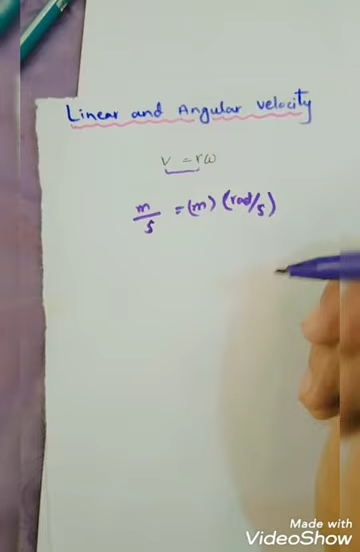 Linear and Angular velocity
v = rω
m/s = (m) (rad/s)
Made with
VideoShow